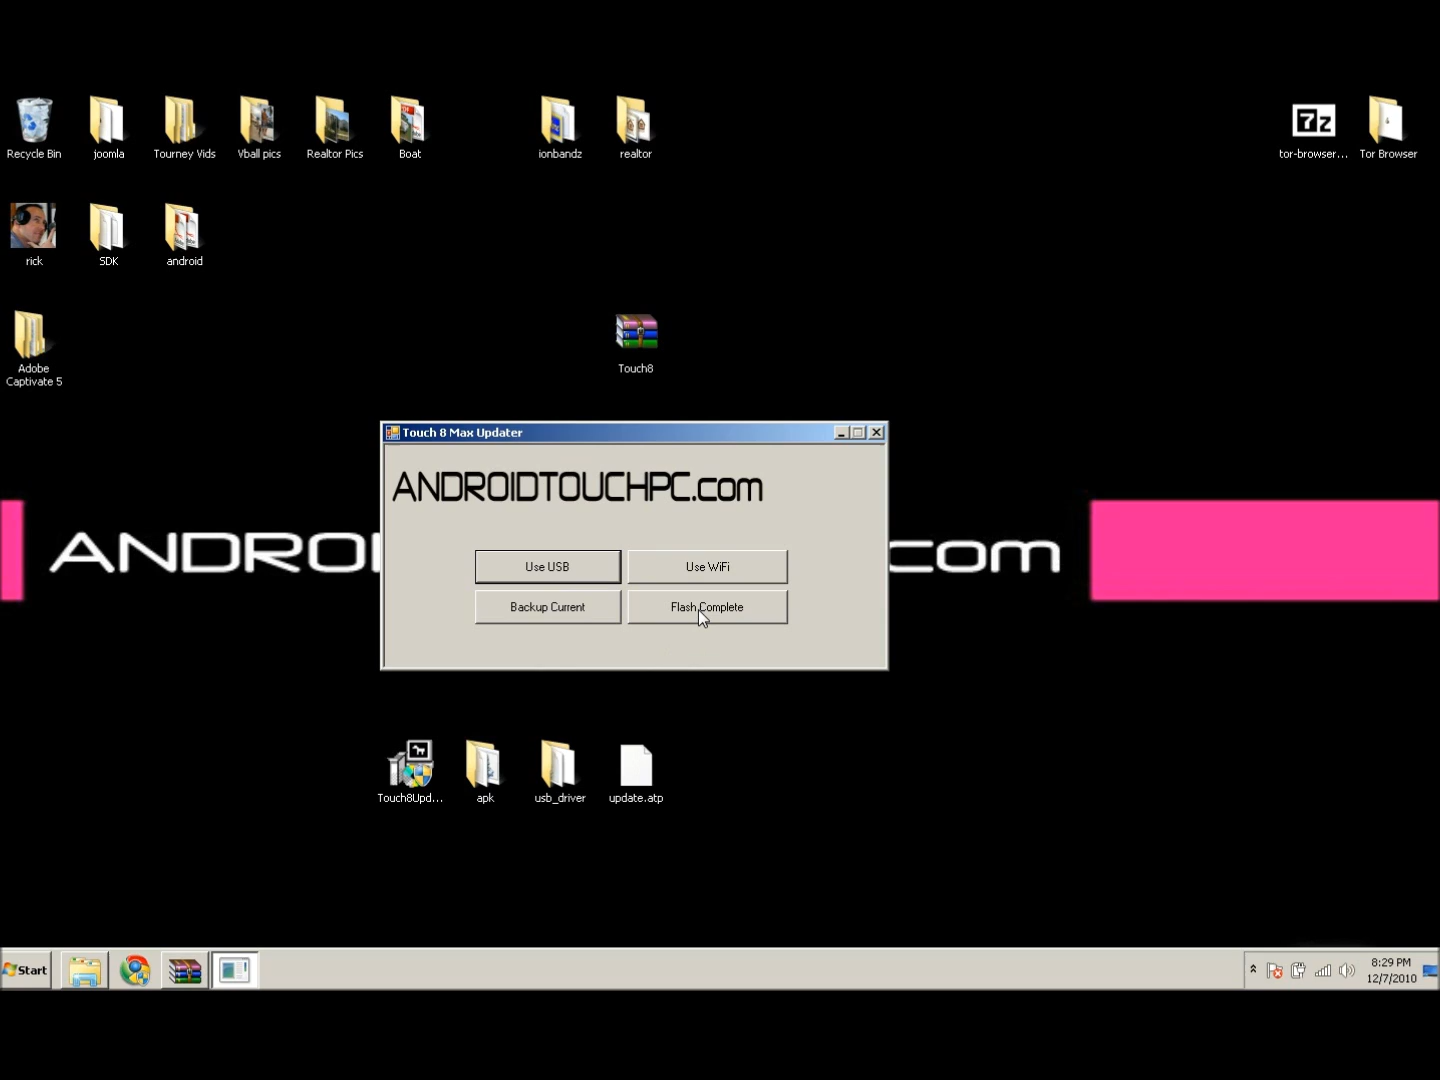 Recycle Bin
joomla
Tourney Vids
Vball pics
Realtor Pics
Boat
ionbandz
realtor
7z
tor-browser...
Tor Browser
rick
SDK
android
Adobe
Captivate 5
Touch8
Touch 8 Max Updater
ANDROIDTOUCHPC.com
Use USB
Use WiFi
ANDROI
.com
Backup Current
Flash Complete
Touch8Upd...
apk
usb_driver
update.atp
Start
8:29 PM
12/7/2010